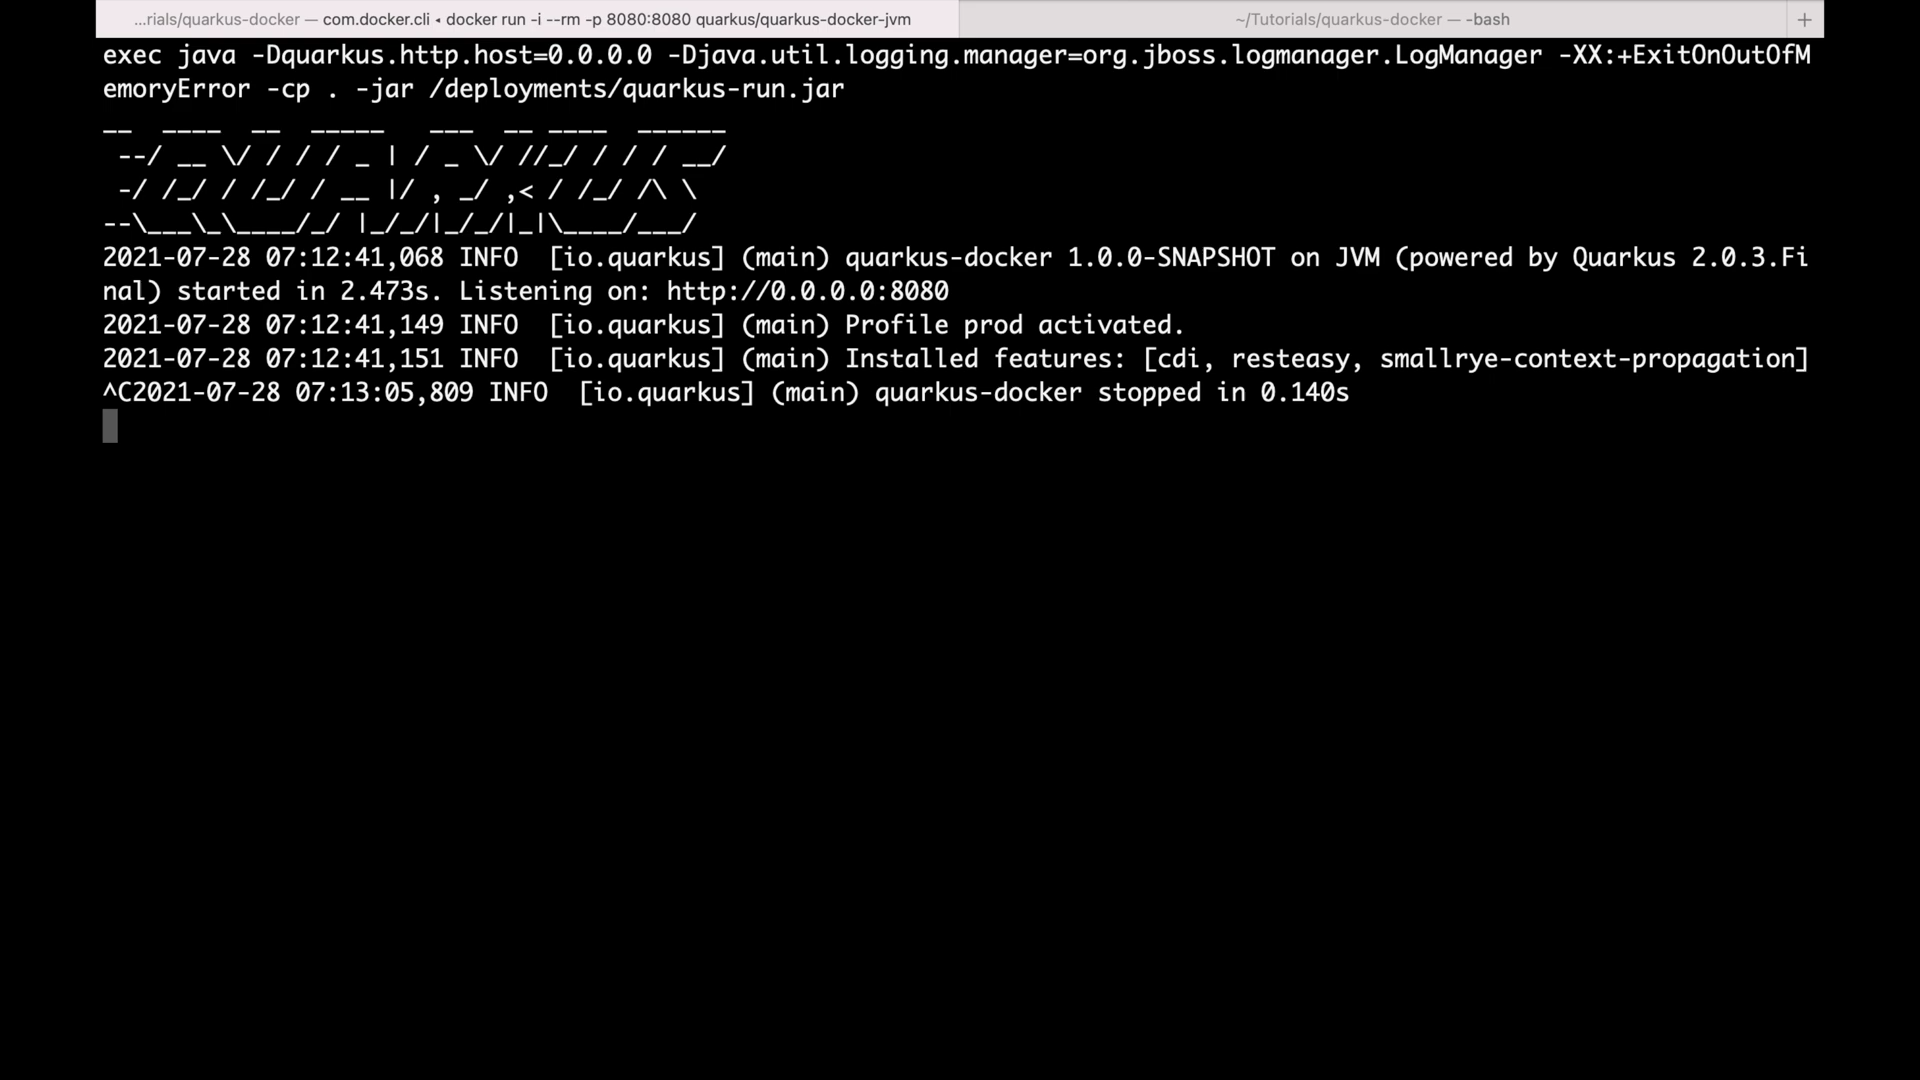 ...rials/quarkus-docker — com.docker.cli ◂ docker run -i --rm -p 8080:8080 quarkus/quarkus-docker-jvm
~/Tutorials/quarkus-docker — -bash
+
exec java -Dquarkus.http.host=0.0.0.0 -Djava.util.logging.manager=org.jboss.logmanager.LogManager -XX:+ExitOnOutOfM
emoryError -cp . -jar /deployments/quarkus-run.jar
__  ____  __  _____   ___  __ ____  ______
 --/ __ \/ / / / _ | / _ \/ //_/ / / / __/
 -/ /_/ / /_/ / __ |/ , _/ ,< / /_/ /\ \
--\___\_\____/_/ |_/_/|_/_/|_|\____/___/
2021-07-28 07:12:41,068 INFO  [io.quarkus] (main) quarkus-docker 1.0.0-SNAPSHOT on JVM (powered by Quarkus 2.0.3.Fi
nal) started in 2.473s. Listening on: http://0.0.0.0:8080
2021-07-28 07:12:41,149 INFO  [io.quarkus] (main) Profile prod activated.
2021-07-28 07:12:41,151 INFO  [io.quarkus] (main) Installed features: [cdi, resteasy, smallrye-context-propagation]
^C2021-07-28 07:13:05,809 INFO  [io.quarkus] (main) quarkus-docker stopped in 0.140s